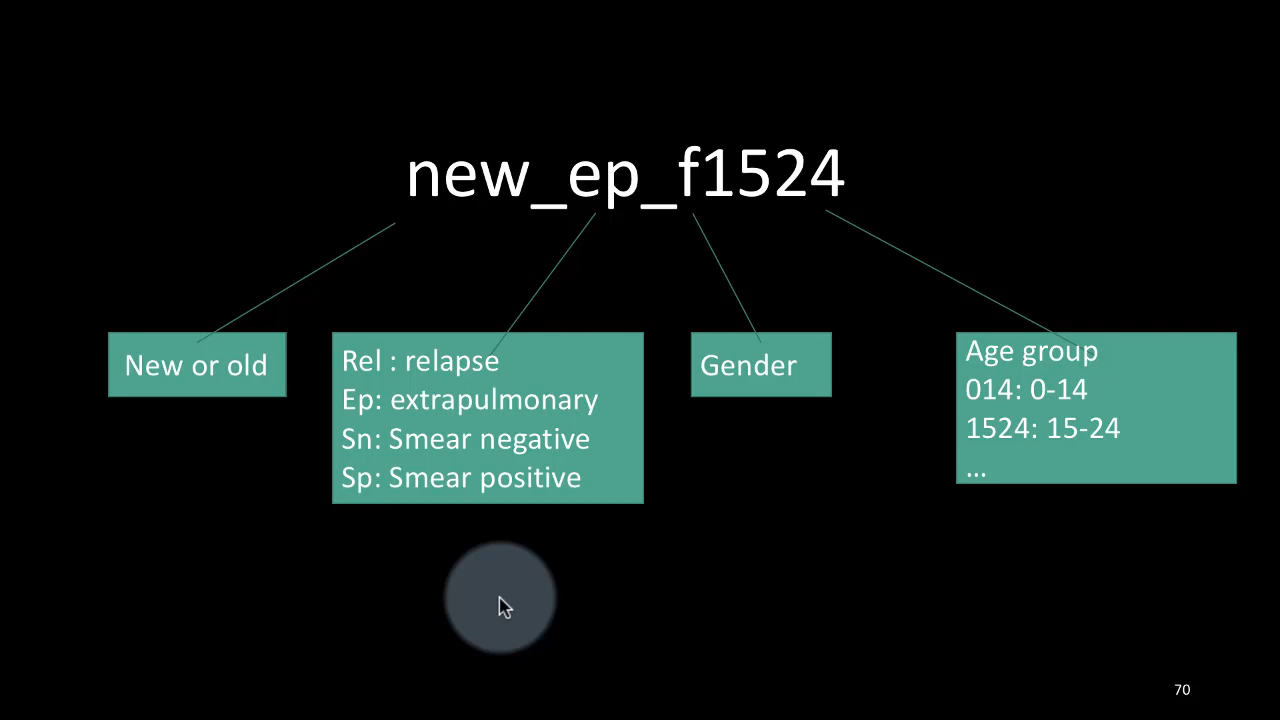 new_ep_f1524
New or old
Rel : relapse
Ep: extrapulmonary
Sn: Smear negative
Sp: Smear positive
Gender
Age group
014: 0-14
1524: 15-24
...
70